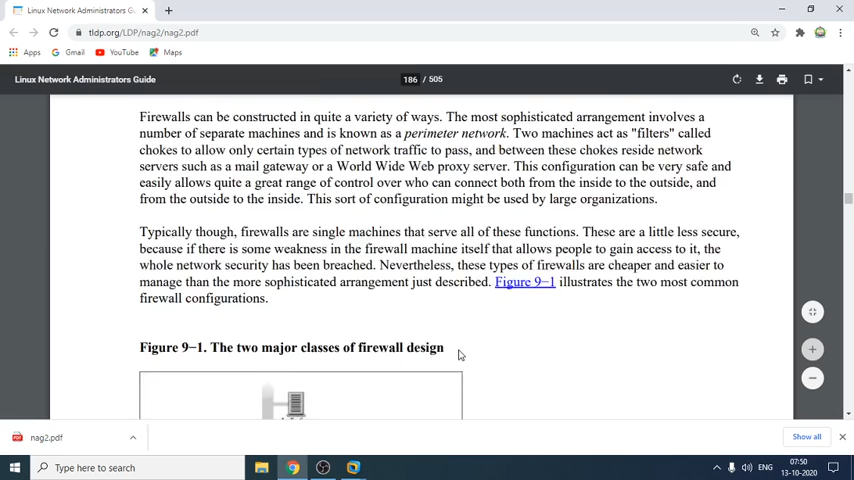 Linux Network Administrators Guide
tldp.org/LDP/nag2/nag2.pdf
Apps Gmail YouTube Maps
Linux Network Administrators Guide 186 / 505
Firewalls can be constructed in quite a variety of ways. The most sophisticated arrangement involves a
number of separate machines and is known as a perimeter network. Two machines act as "filters" called
chokes to allow only certain types of network traffic to pass, and between these chokes reside network
servers such as a mail gateway or a World Wide Web proxy server. This configuration can be very safe and
easily allows quite a great range of control over who can connect both from the inside to the outside, and
from the outside to the inside. This sort of configuration might be used by large organizations.
Typically though, firewalls are single machines that serve all of these functions. These are a little less secure,
because if there is some weakness in the firewall machine itself that allows people to gain access to it, the
whole network security has been breached. Nevertheless, these types of firewalls are cheaper and easier to
manage than the more sophisticated arrangement just described. Figure 9−1 illustrates the two most common
firewall configurations.
Figure 9−1. The two major classes of firewall design
nag2.pdf
Show all
Type here to search
ENG
07:50
13-10-2020